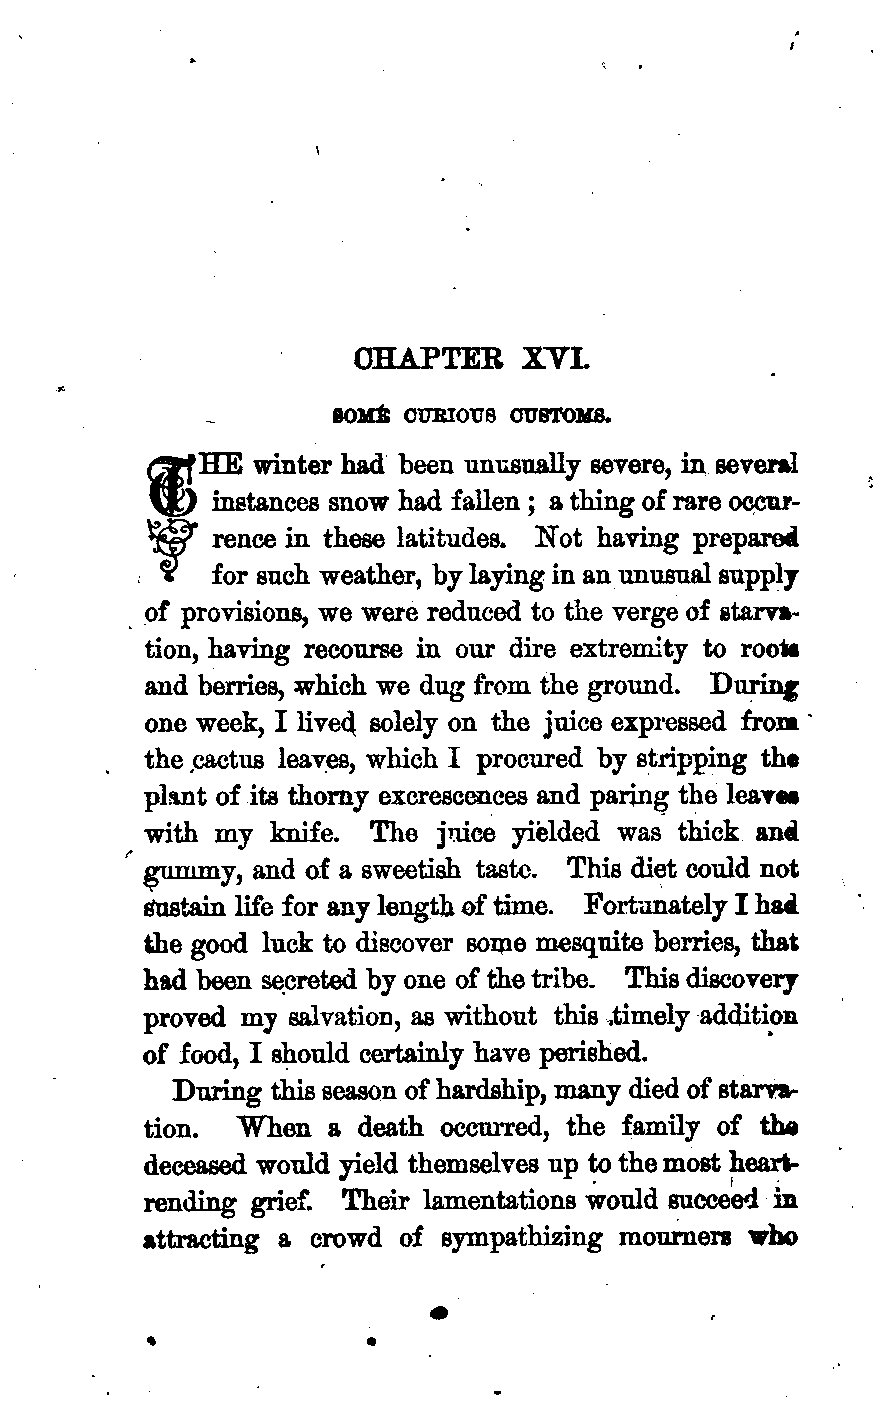 CHAPTER XVI.
SOME CURIOUS CUSTOMS.
THE winter had been unusually severe, in several
instances snow had fallen ; a thing of rare occur-
rence in these latitudes. Not having prepared
for such weather, by laying in an unusual supply
of provisions, we were reduced to the verge of starva-
tion, having recourse in our dire extremity to roots
and berries, which we dug from the ground. During
one week, I lived solely on the juice expressed from
the cactus leaves, which I procured by stripping the
plant of its thorny excrescences and paring the leaves
with my knife. The juice yielded was thick and
gummy, and of a sweetish taste. This diet could not
sustain life for any length of time. Fortunately I had
the good luck to discover some mesquite berries, that
had been secreted by one of the tribe. This discovery
proved my salvation, as without this timely addition
of food, I should certainly have perished.
During this season of hardship, many died of starva-
tion. When a death occurred, the family of the
deceased would yield themselves up to the most heart-
rending grief. Their lamentations would succeed in
attracting a crowd of sympathizing mourners who